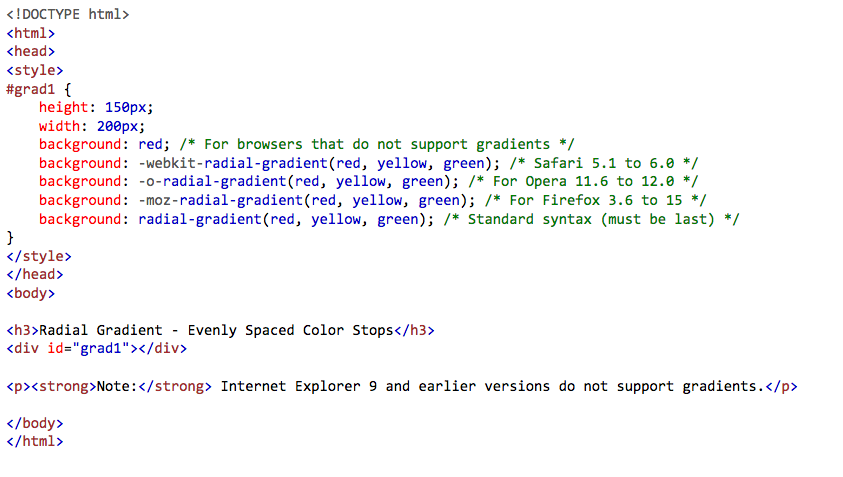 <!DOCTYPE html>
<html>
<head>
<style>
#grad1 {
    height: 150px;
    width: 200px;
    background: red; /* For browsers that do not support gradients */
    background: -webkit-radial-gradient(red, yellow, green); /* Safari 5.1 to 6.0 */
    background: -o-radial-gradient(red, yellow, green); /* For Opera 11.6 to 12.0 */
    background: -moz-radial-gradient(red, yellow, green); /* For Firefox 3.6 to 15 */
    background: radial-gradient(red, yellow, green); /* Standard syntax (must be last) */
}
</style>
</head>
<body>

<h3>Radial Gradient - Evenly Spaced Color Stops</h3>
<div id="grad1"></div>

<p><strong>Note:</strong> Internet Explorer 9 and earlier versions do not support gradients.</p>

</body>
</html>